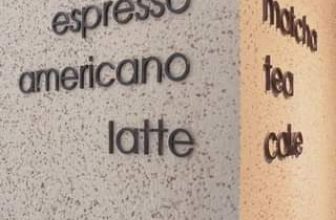 espresso
americano
latte
matcha
tea
cake